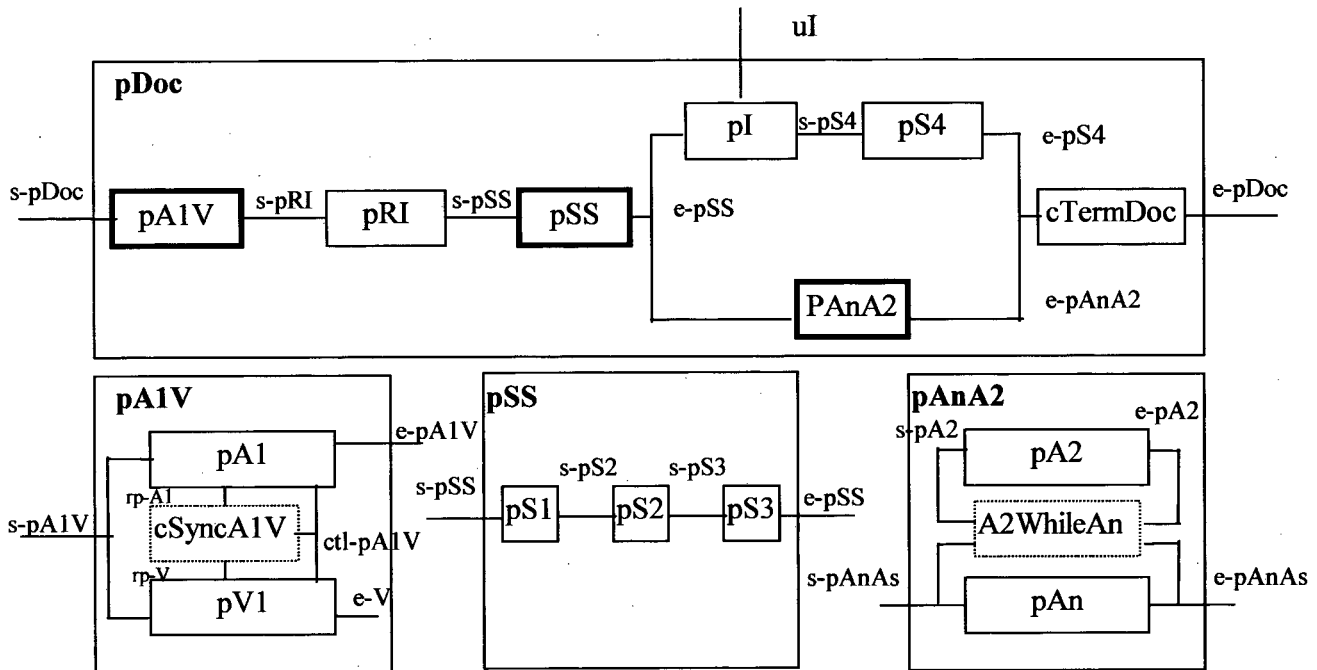 uI
pDoc
pI
s-pS4
pS4
e-pS4
s-pDoc
pA1V
s-pRI
pRI
s-pSS
pSS
e-pSS
cTermDoc
e-pDoc
PAnA2
e-pAnA2
pA1V
e-pA1V
pA1
rp-A1
s-pA1V
cSyncA1V
ctl-pA1V
rp-V
pV1
e-V
pSS
s-pSS
s-pS2
s-pS3
pS1
pS2
pS3
e-pSS
pAnA2
e-pA2
s-pA2
pA2
A2WhileAn
s-pAnAs
pAn
e-pAnAs